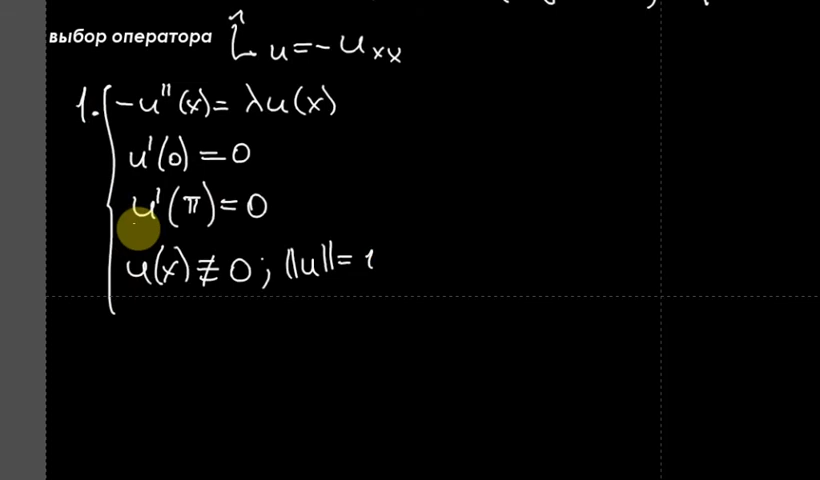 выбор оператора L̂ u = - u_xx
1. { -u''(x) = λu(x)
u'(0) = 0
u'(π) = 0
u(x) ≢ 0 ; ||u|| = 1